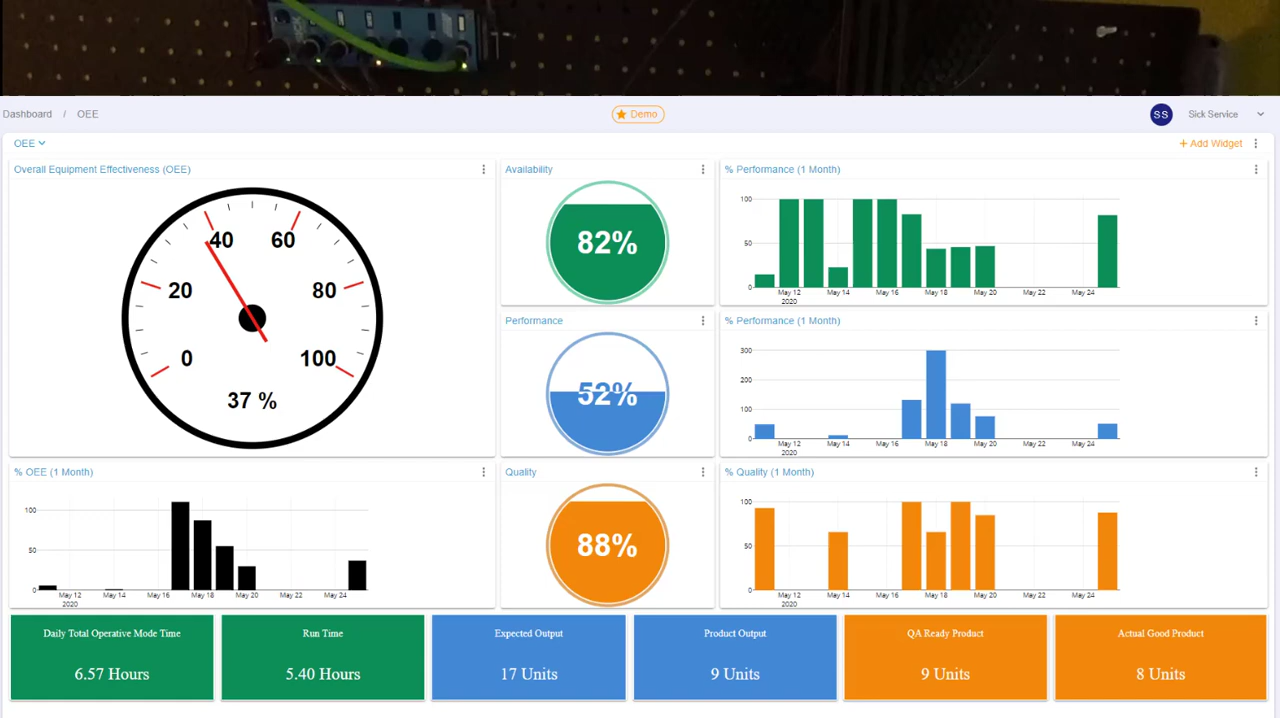 Dashboard / OEE
Demo
SS Sick Service
OEE
+ Add Widget
Overall Equipment Effectiveness (OEE)
0
20
40
60
80
100
37 %
Availability
82%
% Performance (1 Month)
100
50
0
May 12 May 14 May 16 May 18 May 20 May 22 May 24
2020
Performance
52%
% Performance (1 Month)
300
200
100
0
May 12 May 14 May 16 May 18 May 20 May 22 May 24
2020
% OEE (1 Month)
100
50
0
May 12 May 14 May 16 May 18 May 20 May 22 May 24
2020
Quality
88%
% Quality (1 Month)
100
50
0
May 12 May 14 May 16 May 18 May 20 May 22 May 24
2020
Daily Total Operative Mode Time
6.57 Hours
Run Time
5.40 Hours
Expected Output
17 Units
Product Output
9 Units
QA Ready Product
9 Units
Actual Good Product
8 Units